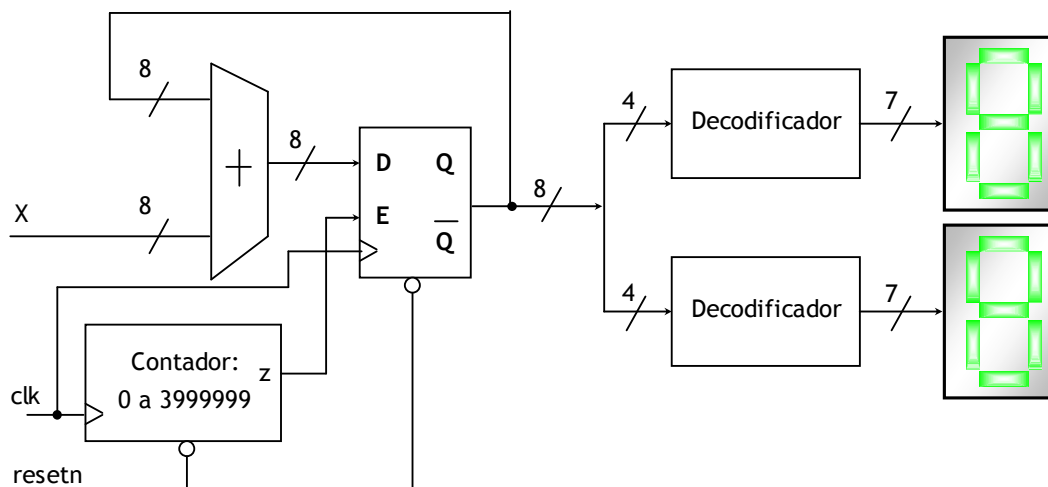 8
8
+
X
8
D Q
E
Q
8
4
Decodificador
7
4
Decodificador
7
Contador:
z
0 a 3999999
clk
resetn